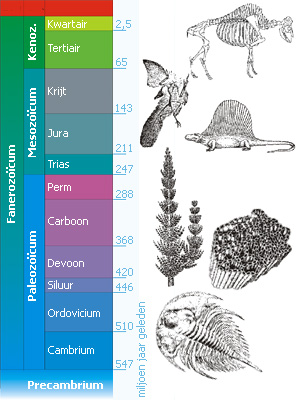 Fanerozoïcum
Kenoz.
Kwartair
2,5
Tertiair
65
Mesozoïcum
Krijt
143
Jura
211
Trias
247
Paleozoïcum
Perm
288
Carboon
368
Devoon
420
Siluur
446
Ordovicium
510
Cambrium
547
Precambrium
miljoen jaar geleden